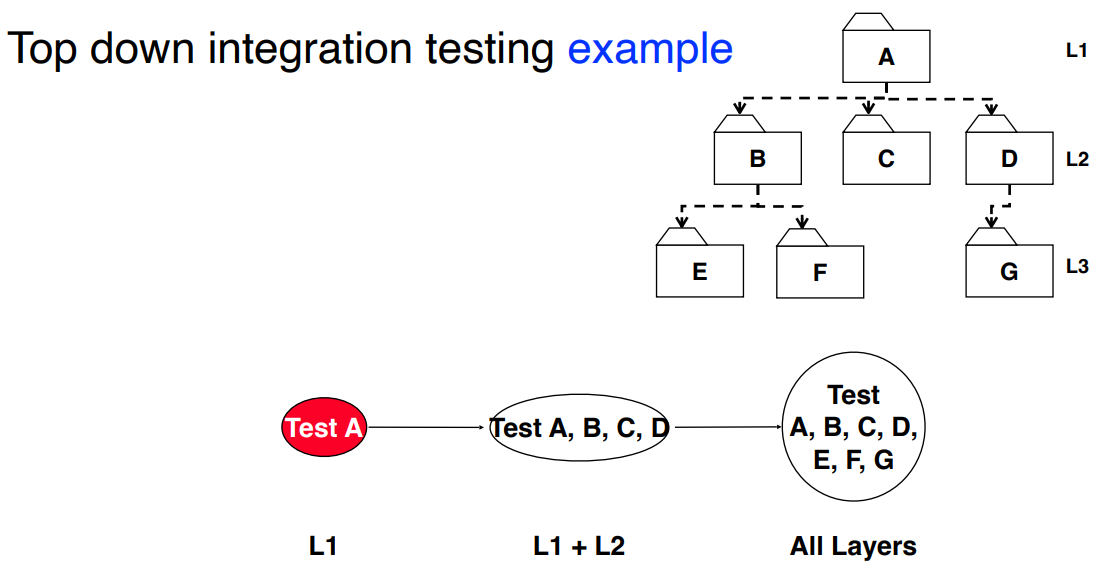 Top down integration testing example
A
L1
B
C
D
L2
E
F
G
L3
Test A
Test A, B, C, D
Test
A, B, C, D,
E, F, G
L1
L1 + L2
All Layers